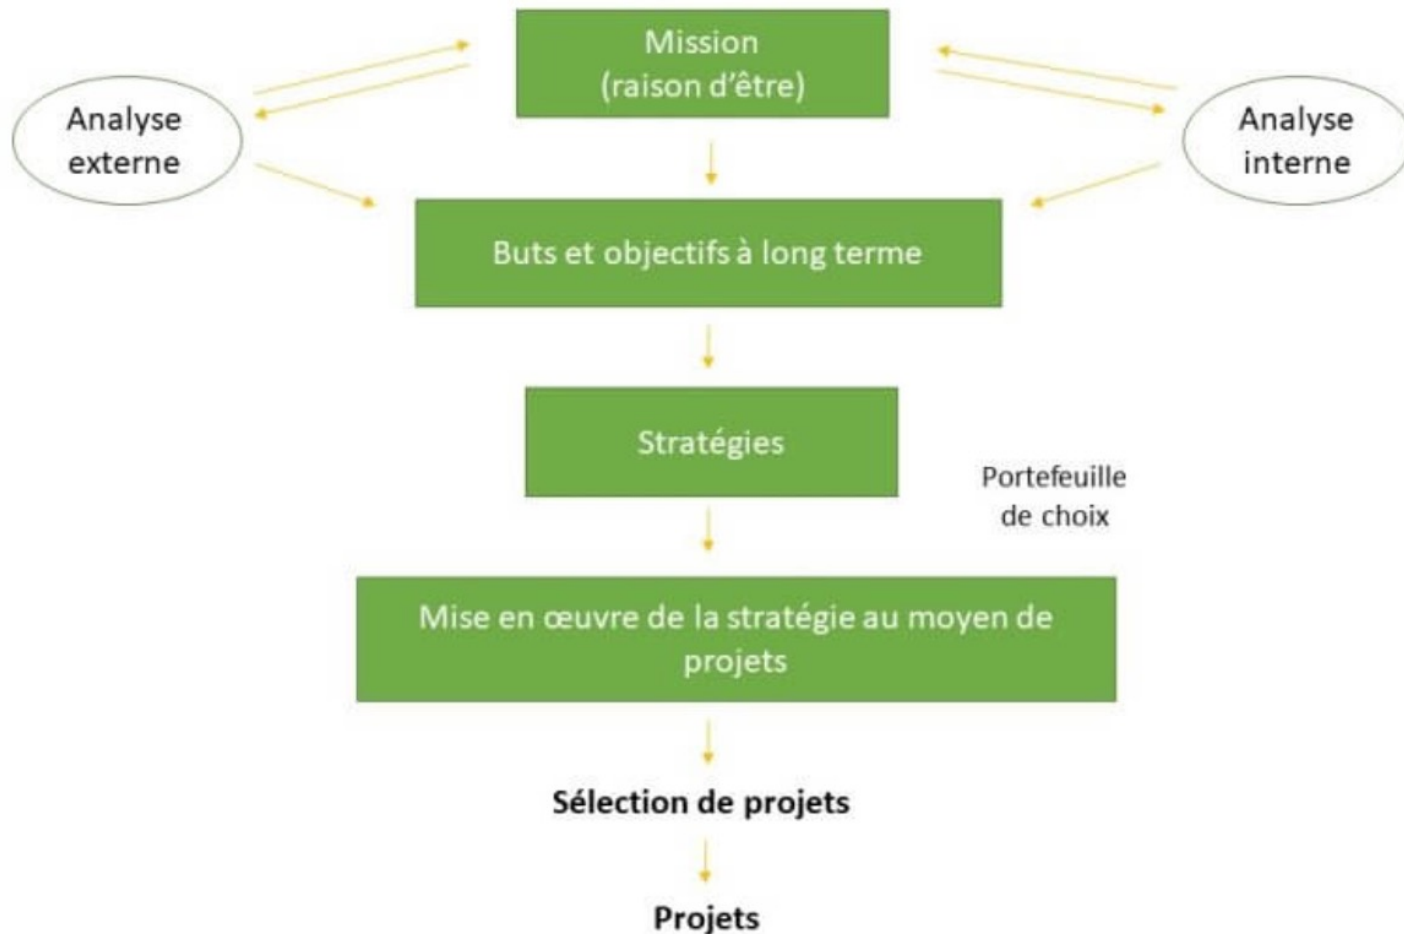 Mission
(raison d'être)
Analyse
externe
Analyse
interne
Buts et objectifs à long terme
Stratégies
Portefeuille
de choix
Mise en œuvre de la stratégie au moyen de
projets
Sélection de projets
Projets